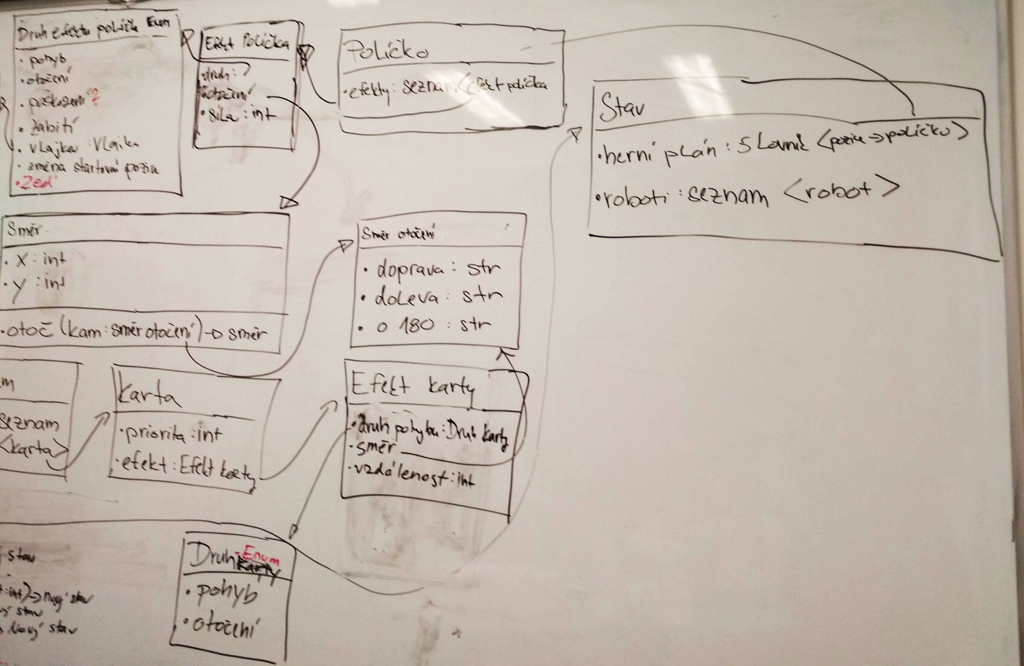 Druh efektu políčka Enum
• pohyb
• otočení
• poškození?
• zabití
• vlajka: Vlajka
• změna startovní pozice
• Zeď
Efekt Políčka
druh:
otočení
• síla: int
Políčko
• efekty: seznam <Efekt políčka
Stav
• herní plán: Slovník <pozice → políčko>
• roboti: seznam <robot>
Směr
• X: int
• y: int
• otoč (kam: směr otočení) → směr
Směr otočení
• doprava: str
• doleva: str
• o 180: str
seznam
<karta>
Karta
• priorita: int
• efekt: Efekt karty
Efekt karty
• druh pohybu: Druh karty
• směr
• vzdálenost: int
Druh Enum
karty
• pohyb
• otočení
stav
int) → nový stav
stav
Nový stav